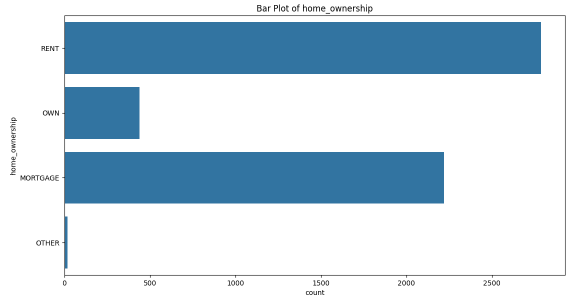 Bar Plot of home_ownership
home_ownership
RENT
OWN
MORTGAGE
OTHER
0 500 1000 1500 2000 2500
count